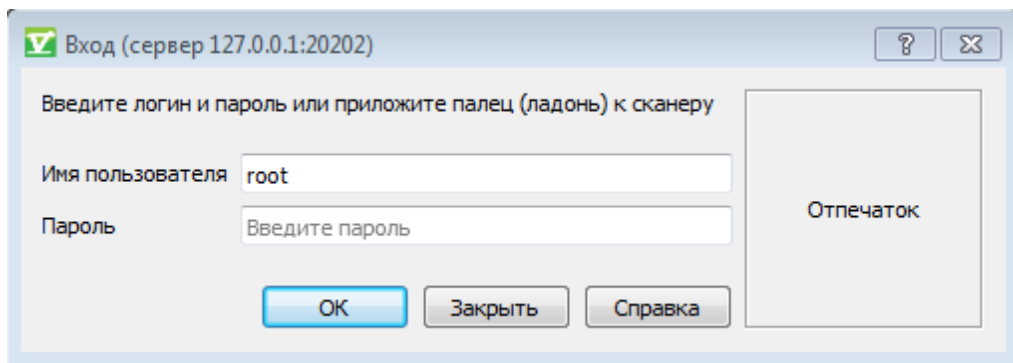 Вход (сервер 127.0.0.1:20202)
Введите логин и пароль или приложите палец (ладонь) к сканеру
Имя пользователя root
Пароль Введите пароль
Отпечаток
ОК Закрыть Справка